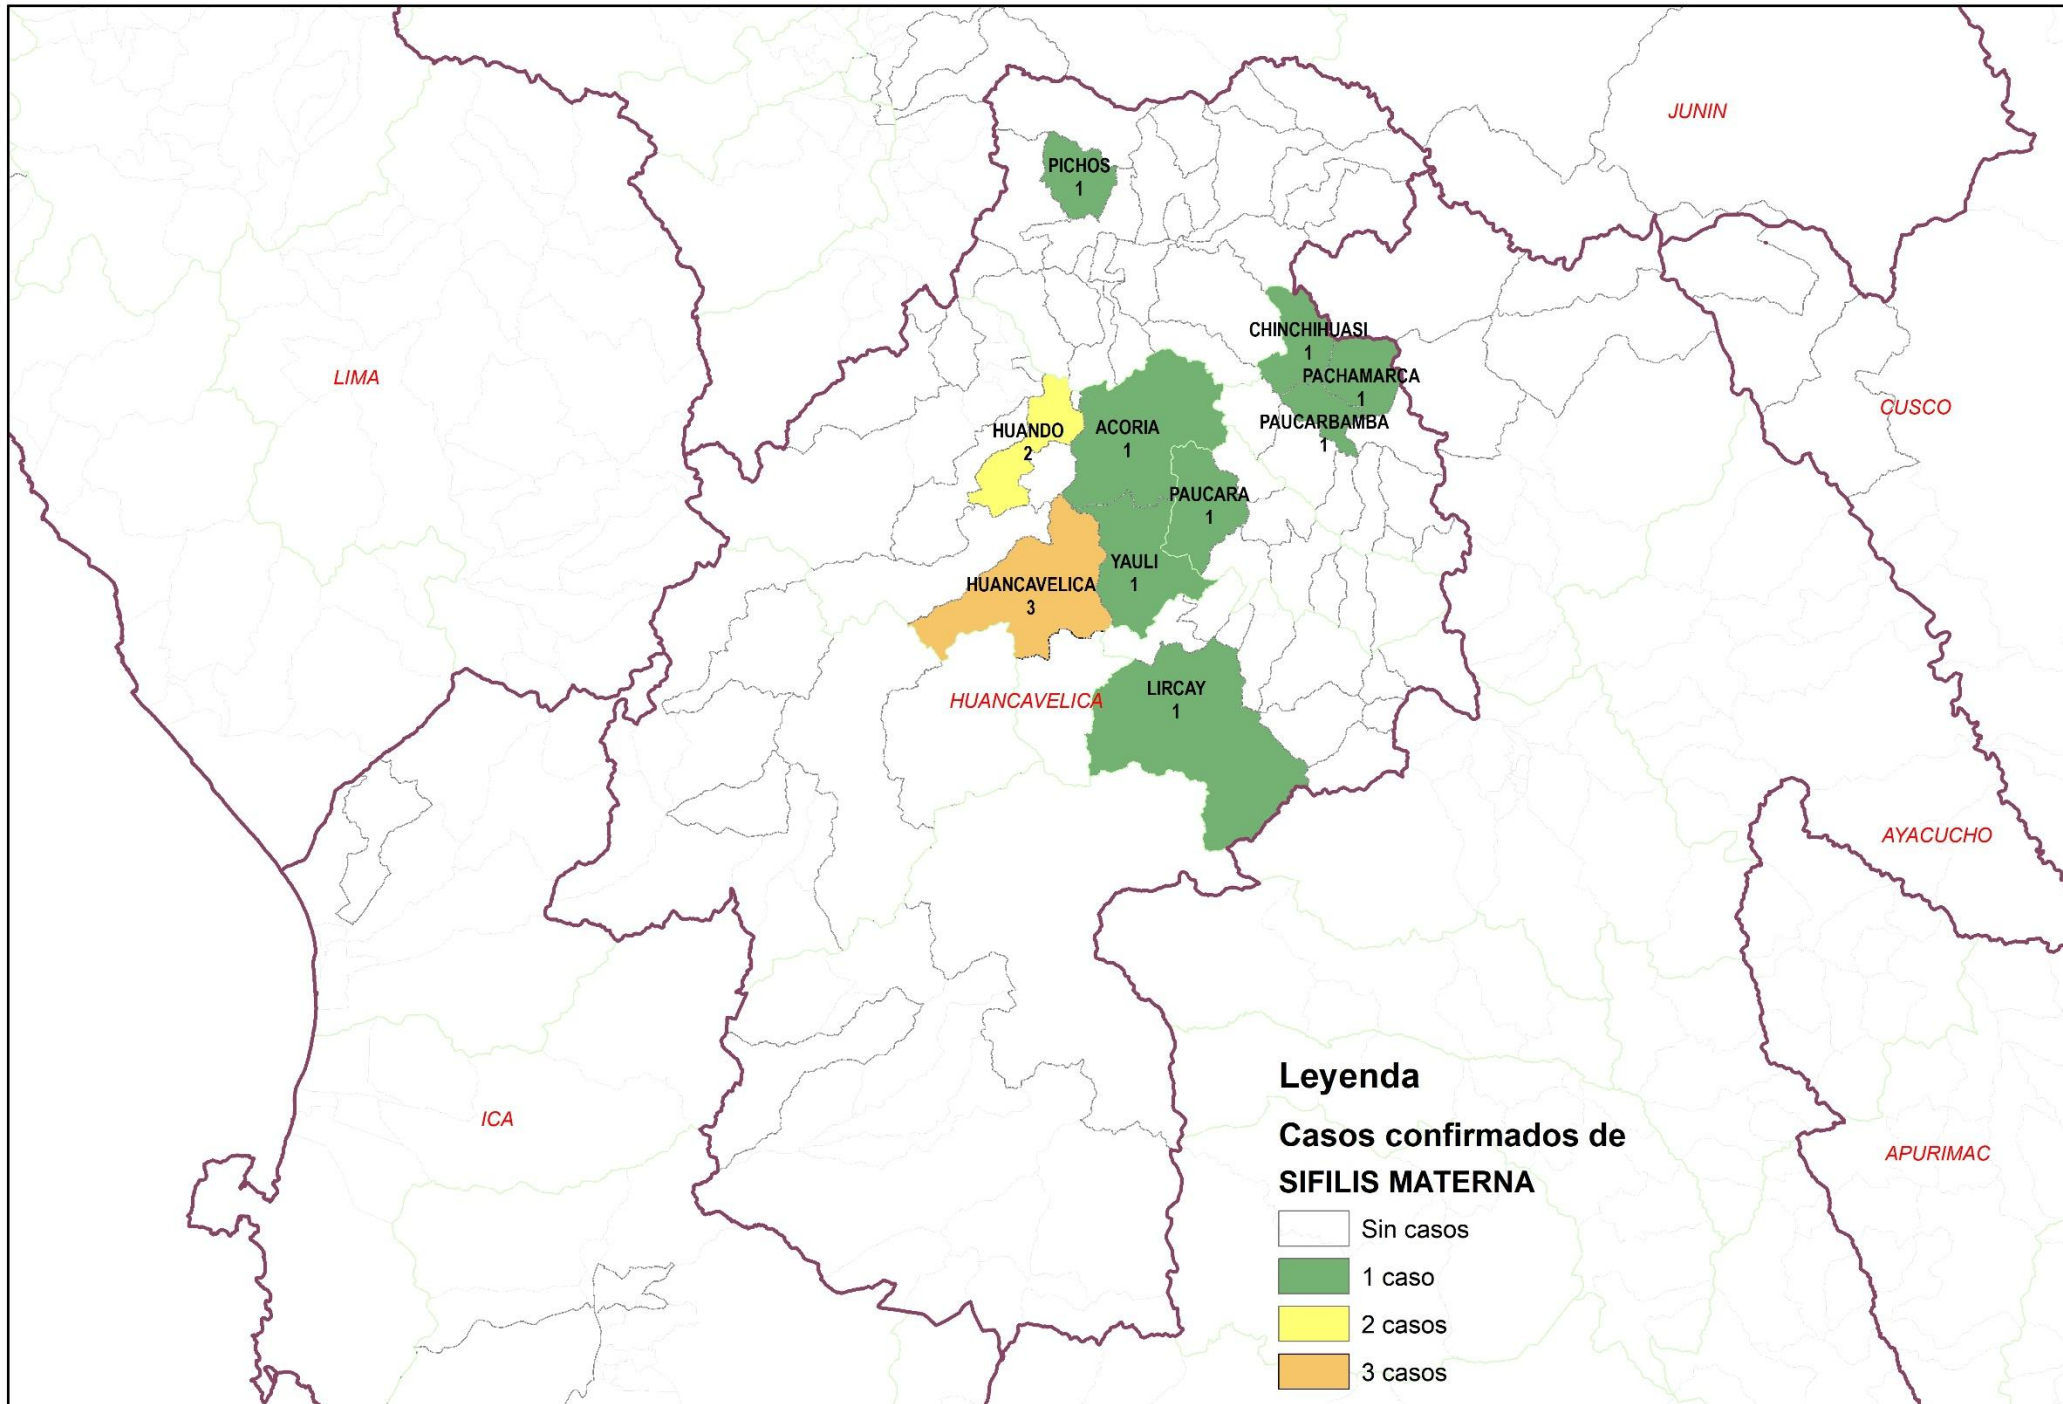 JUNIN
PICHOS
1
CHINCHIHUASI
1
LIMA
PACHAMARCA
1
CUSCO
PAUCARBAMBA
1
HUANDO
2
ACORIA
1
PAUCARA
1
YAULI
1
HUANCAVELICA
3
LIRCAY
1
HUANCAVELICA
AYACUCHO
ICA
APURIMAC
Leyenda
Casos confirmados de
SIFILIS MATERNA
Sin casos
1 caso
2 casos
3 casos